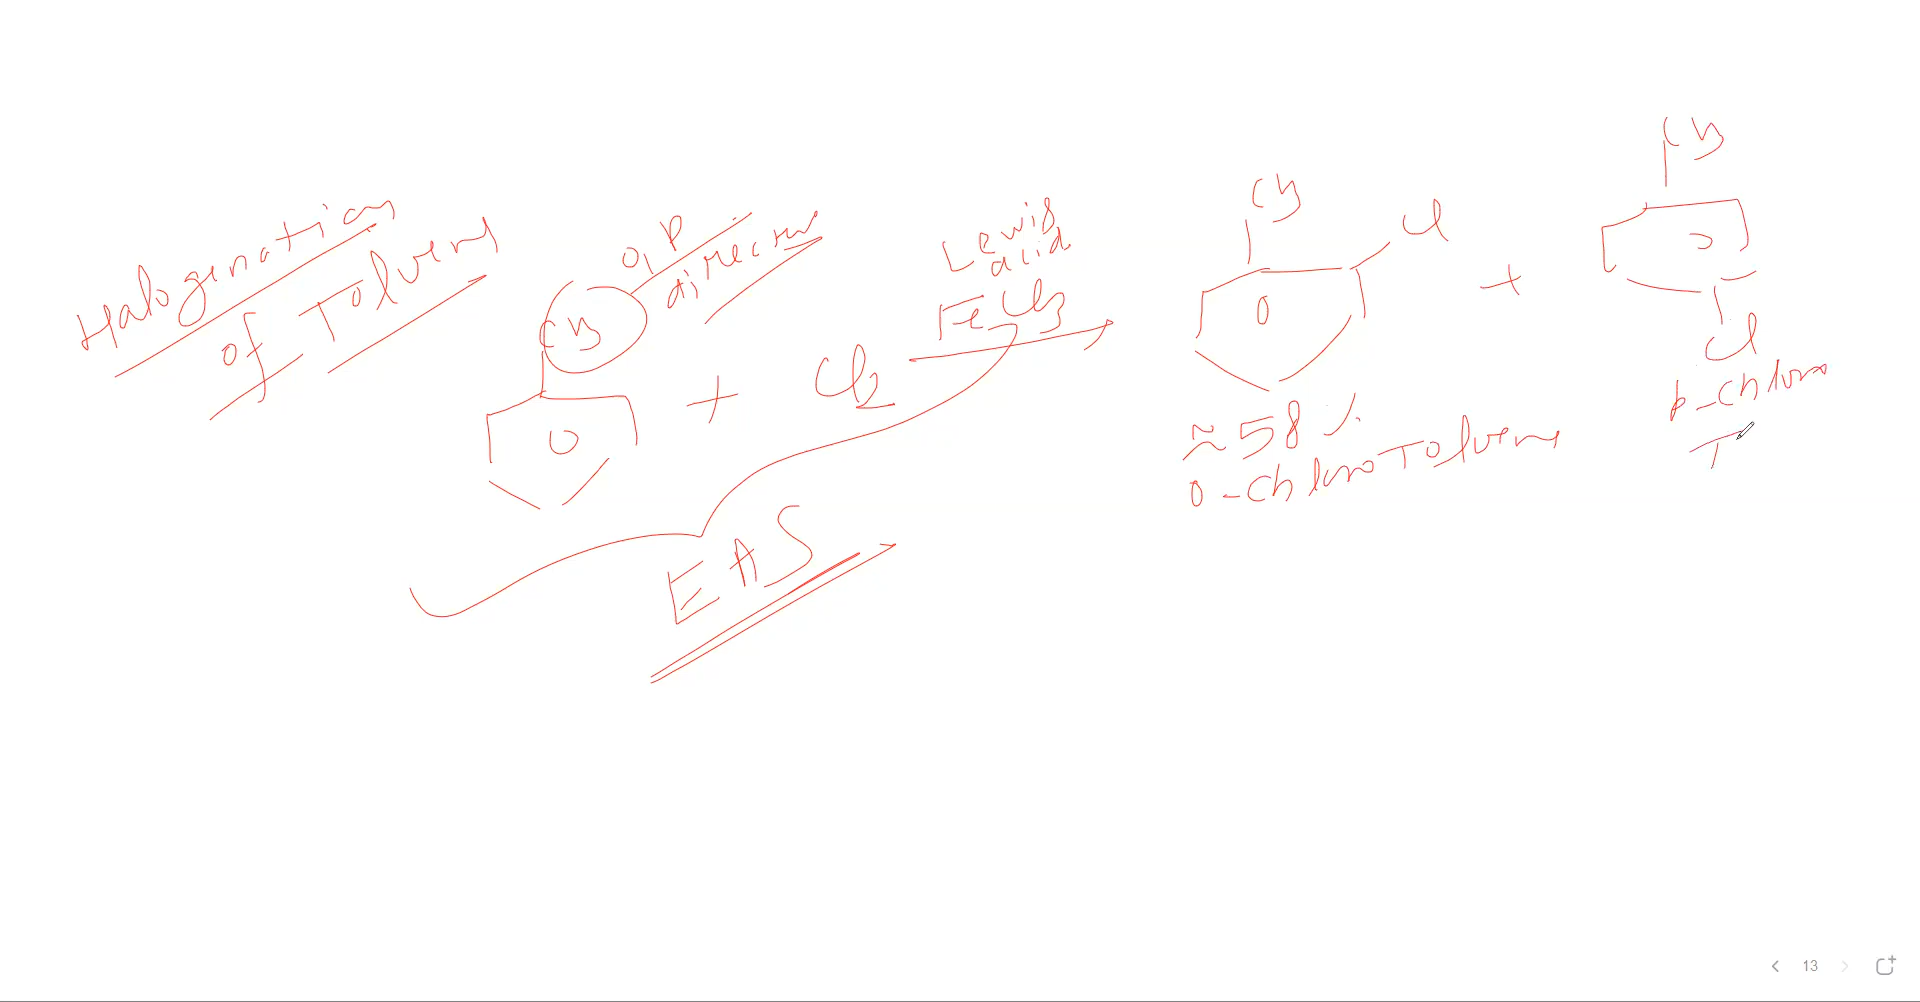 Halogenation
of Toluene
O, P
director
CH3
+
Cl2
Lewis
acid
FeCl3
EAS
CH3
Cl
≈ 58 %
o-ChloroToluene
+
CH3
Cl
p-Chloro
T
13